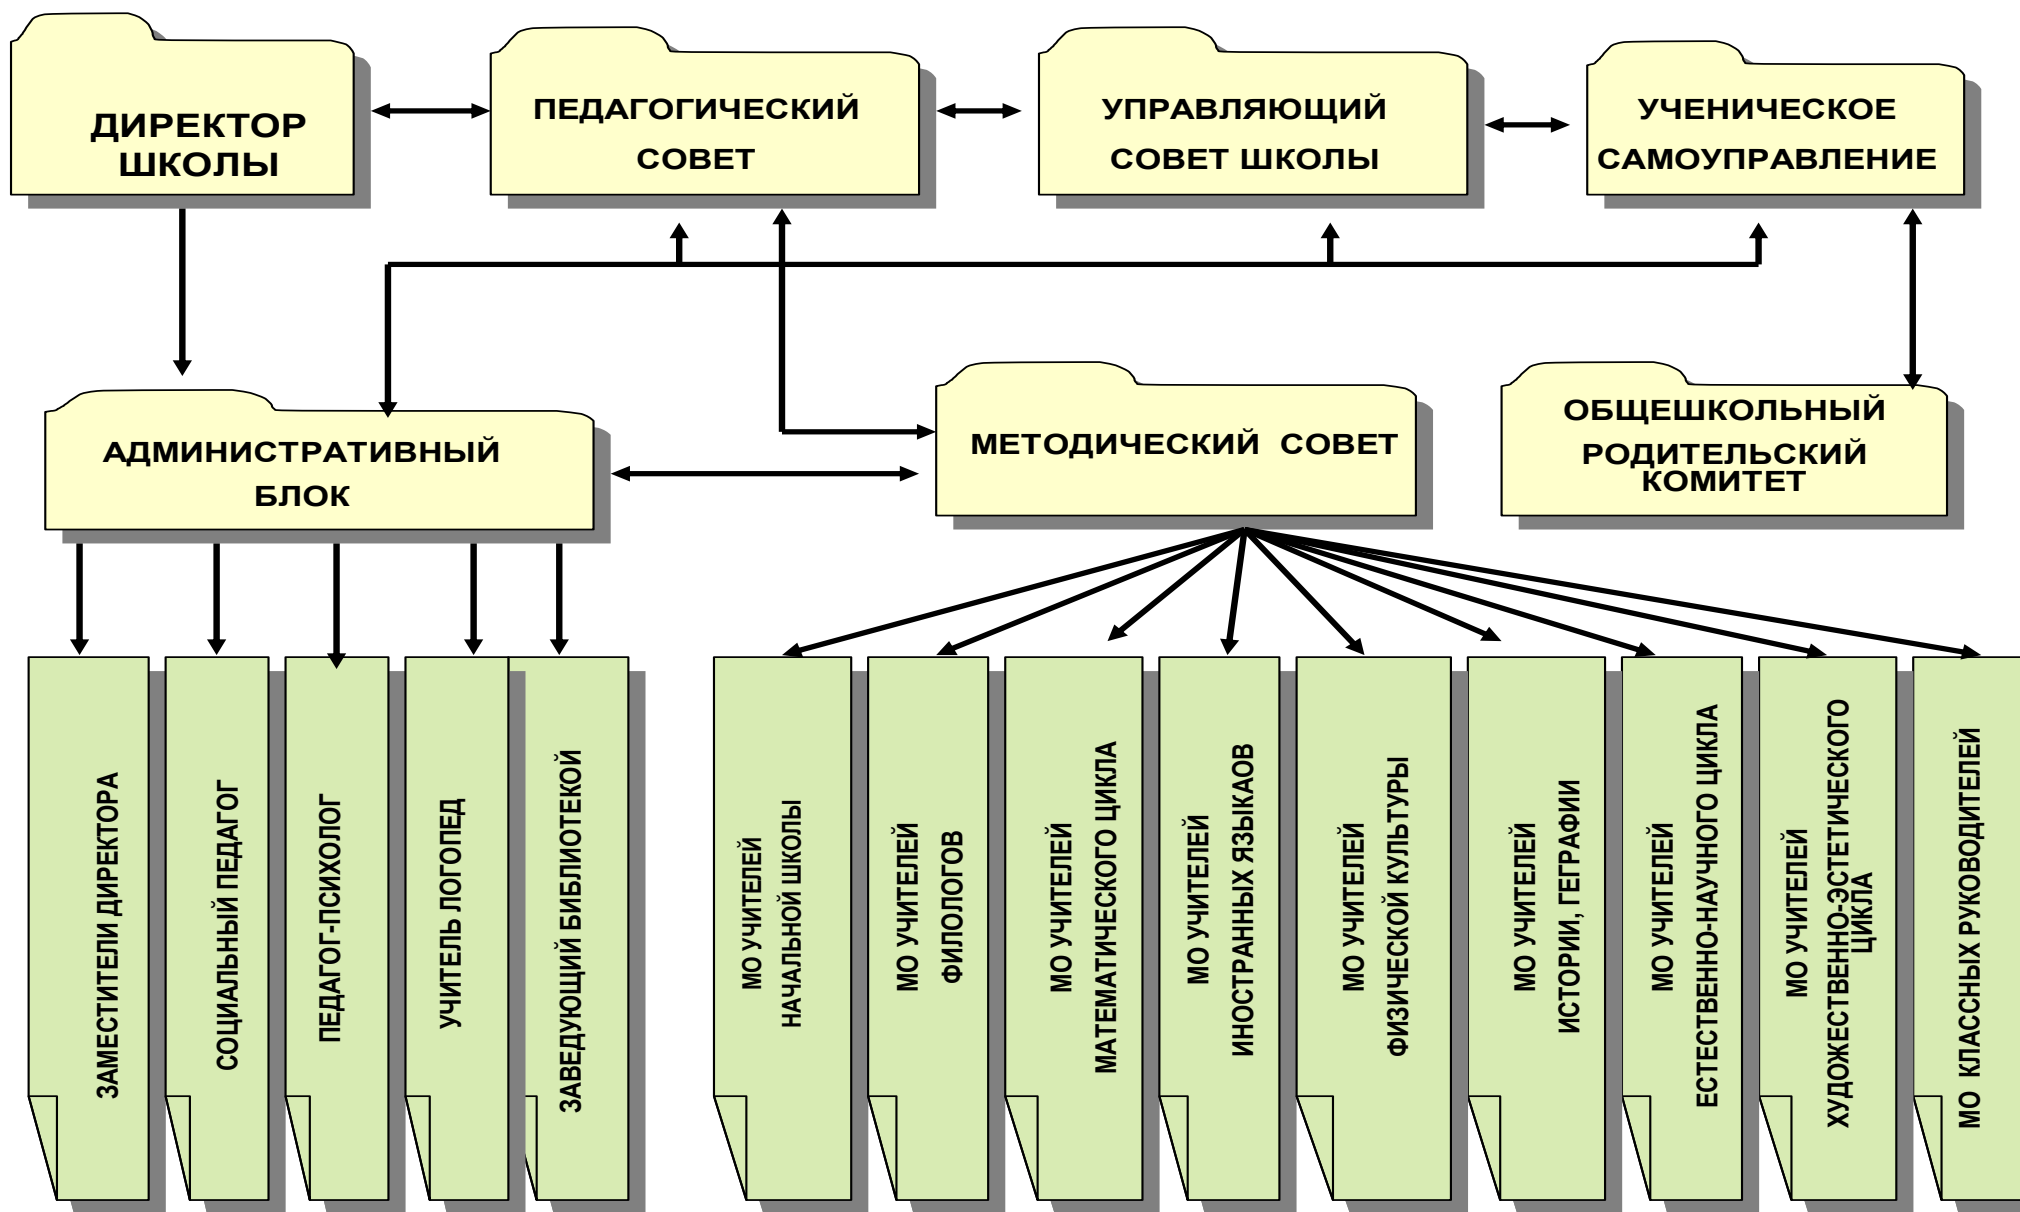 ДИРЕКТОР
ШКОЛЫ
ПЕДАГОГИЧЕСКИЙ
СОВЕТ
УПРАВЛЯЮЩИЙ
СОВЕТ ШКОЛЫ
УЧЕНИЧЕСКОЕ
САМОУПРАВЛЕНИЕ
АДМИНИСТРАТИВНЫЙ
БЛОК
МЕТОДИЧЕСКИЙ СОВЕТ
ОБЩЕШКОЛЬНЫЙ
РОДИТЕЛЬСКИЙ
КОМИТЕТ
ЗАМЕСТИТЕЛИ ДИРЕКТОРА
СОЦИАЛЬНЫЙ ПЕДАГОГ
ПЕДАГОГ-ПСИХОЛОГ
УЧИТЕЛЬ ЛОГОПЕД
ЗАВЕДУЮЩИЙ БИБЛИОТЕКОЙ
МО УЧИТЕЛЕЙ
НАЧАЛЬНОЙ ШКОЛЫ
МО УЧИТЕЛЕЙ
ФИЛОЛОГОВ
МО УЧИТЕЛЕЙ
МАТЕМАТИЧЕСКОГО ЦИКЛА
МО УЧИТЕЛЕЙ
ИНОСТРАННЫХ ЯЗЫКАОВ
МО УЧИТЕЛЕЙ
ФИЗИЧЕСКОЙ КУЛЬТУРЫ
МО УЧИТЕЛЕЙ
ИСТОРИИ, ГЕГРАФИИ
МО УЧИТЕЛЕЙ
ЕСТЕСТВЕННО-НАУЧНОГО ЦИКЛА
МО УЧИТЕЛЕЙ
ХУДОЖЕСТВЕННО-ЭСТЕТИЧЕСКОГО
ЦИКЛА
МО КЛАССНЫХ РУКОВОДИТЕЛЕЙ